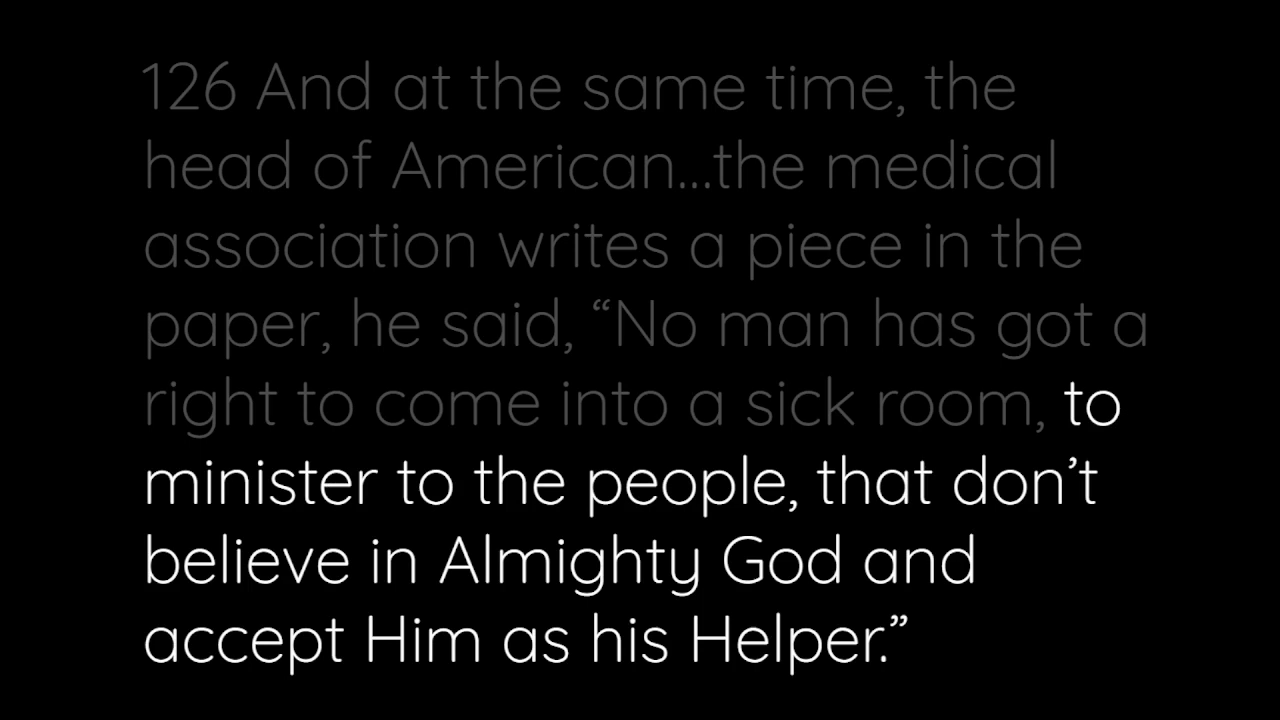 126 And at the same time, the
head of American...the medical
association writes a piece in the
paper, he said, “No man has got a
right to come into a sick room, to
minister to the people, that don’t
believe in Almighty God and
accept Him as his Helper.”